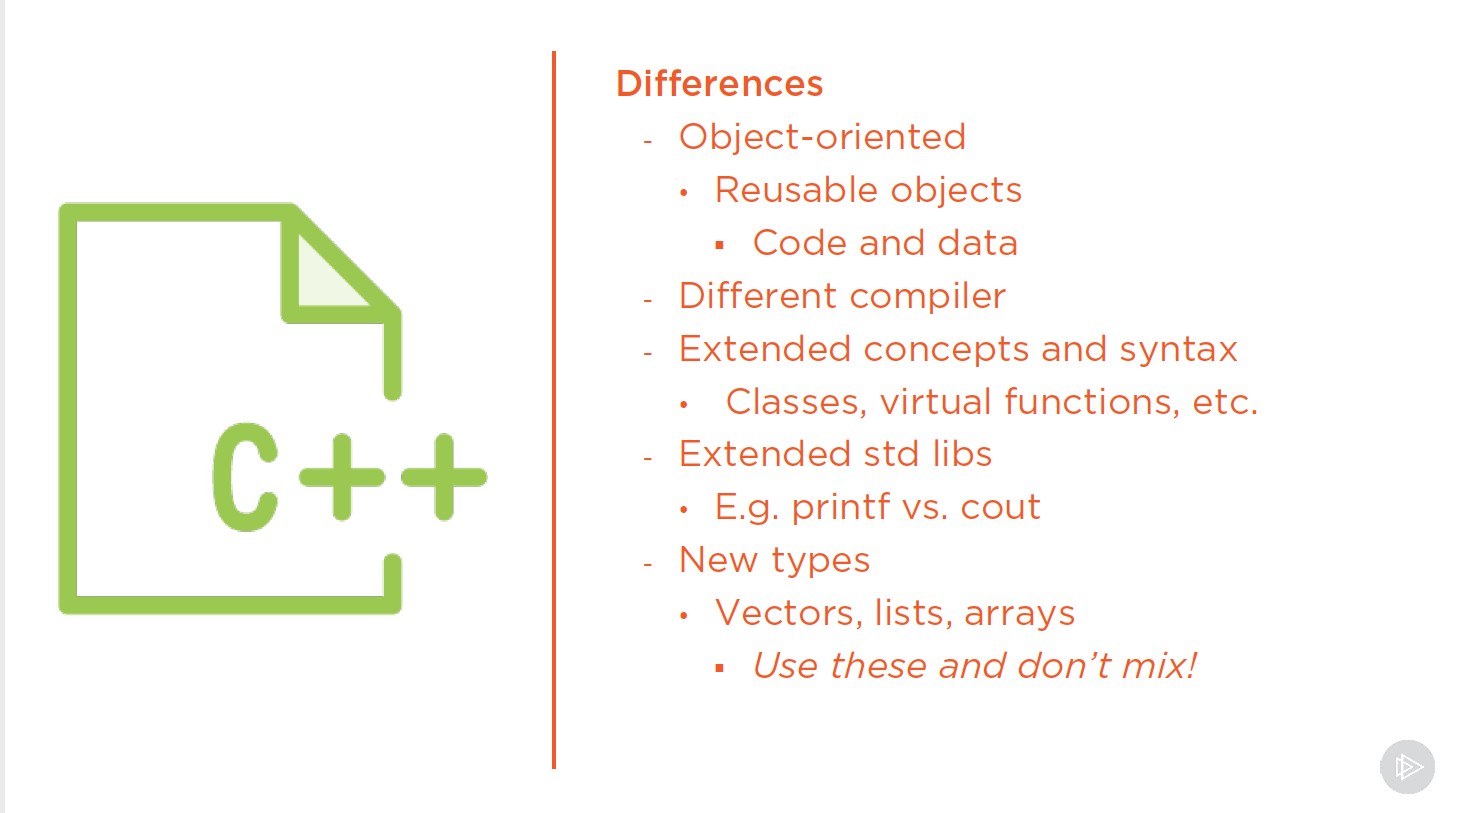 C++
Differences
- Object-oriented
• Reusable objects
▪ Code and data
- Different compiler
- Extended concepts and syntax
• Classes, virtual functions, etc.
- Extended std libs
• E.g. printf vs. cout
- New types
• Vectors, lists, arrays
▪ Use these and don’t mix!